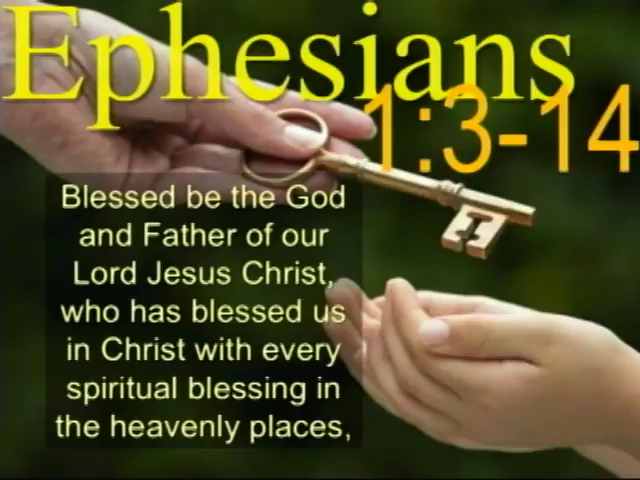 Ephesians
1:3-14
Blessed be the God
and Father of our
Lord Jesus Christ,
who has blessed us
in Christ with every
spiritual blessing in
the heavenly places,